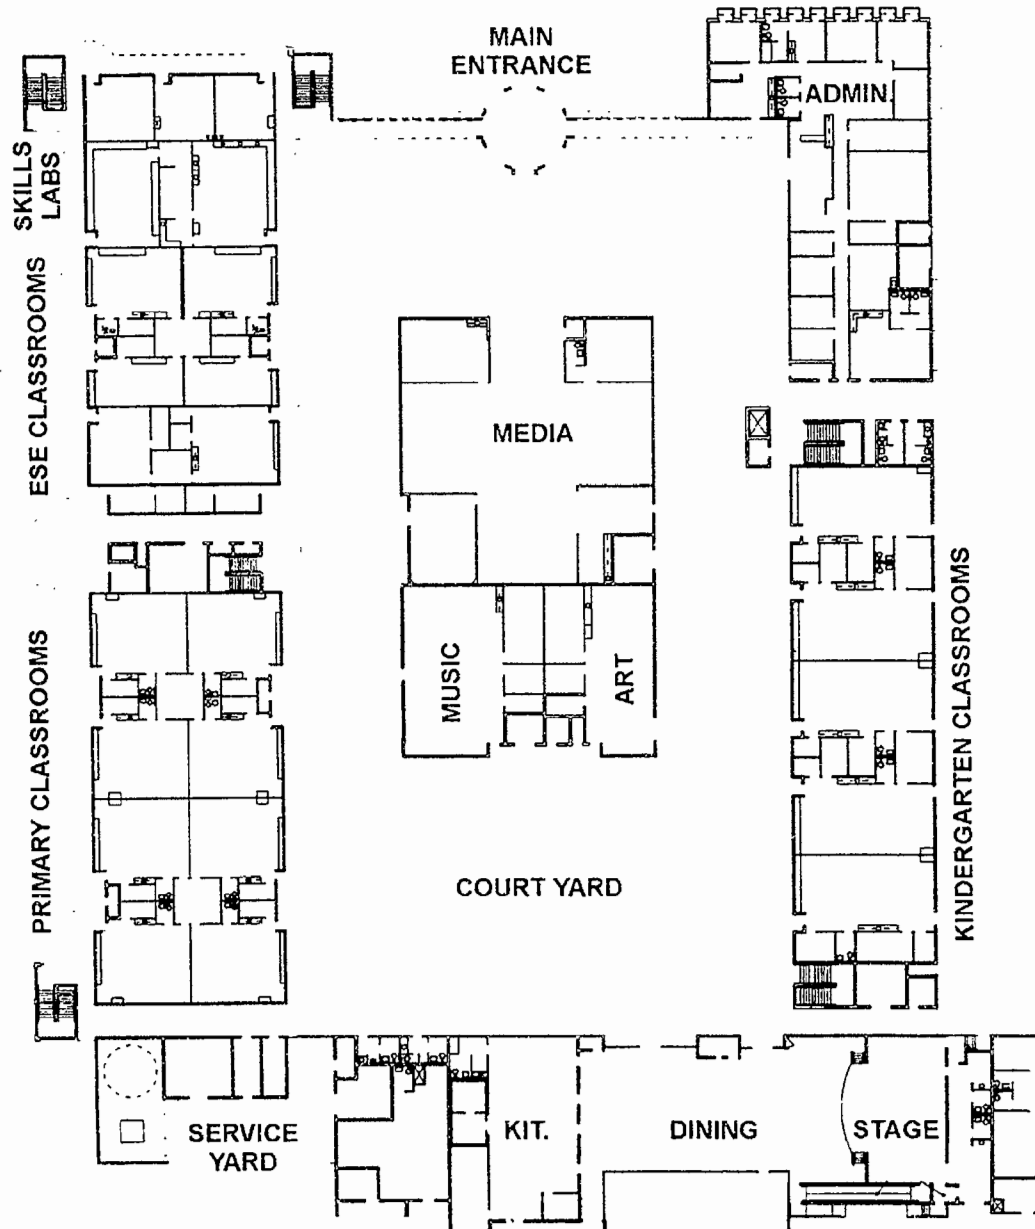 MAIN
ENTRANCE
ADMIN.
SKILLS
LABS
ESE CLASSROOMS
MEDIA
PRIMARY CLASSROOMS
MUSIC
ART
KINDERGARTEN CLASSROOMS
COURT YARD
SERVICE
YARD
KIT.
DINING
STAGE